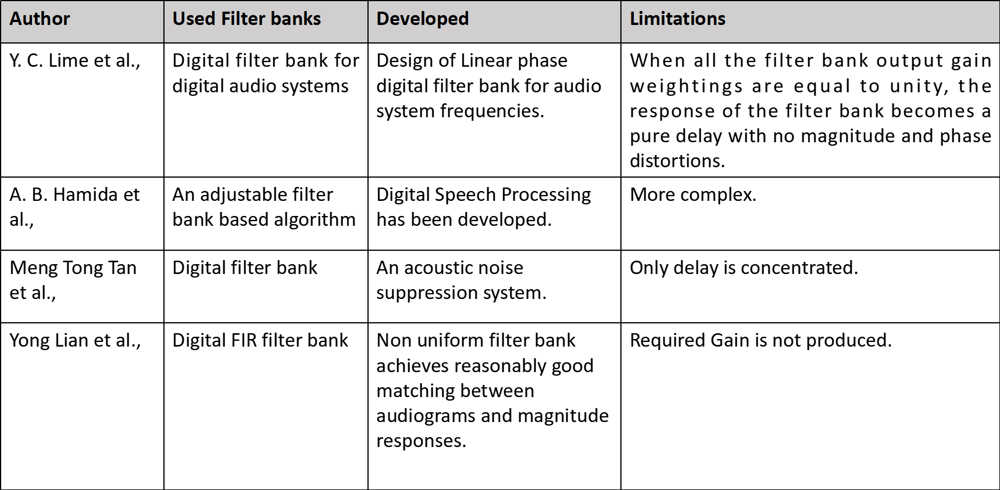 Author
Used Filter banks
Developed
Limitations
Y. C. Lime et al.,
Digital filter bank for
digital audio systems
Design of Linear phase
digital filter bank for audio
system frequencies.
When all the filter bank output gain
weightings are equal to unity, the
response of the filter bank becomes a
pure delay with no magnitude and phase
distortions.
A. B. Hamida et
al.,
An adjustable filter
bank based algorithm
Digital Speech Processing
has been developed.
More complex.
Meng Tong Tan
et al.,
Digital filter bank
An acoustic noise
suppression system.
Only delay is concentrated.
Yong Lian et al.,
Digital FIR filter bank
Non uniform filter bank
achieves reasonably good
matching between
audiograms and magnitude
responses.
Required Gain is not produced.